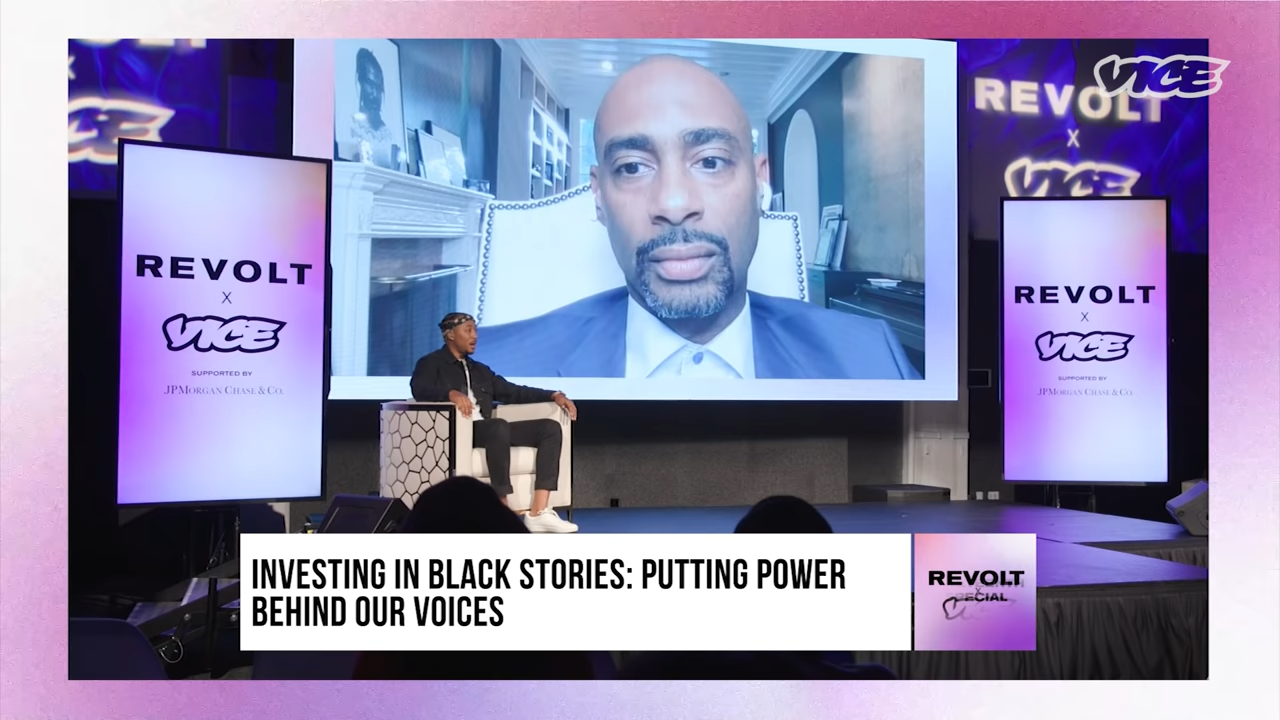 VICE
REVOLT
X
VICE
REVOLT
X
VICE
SUPPORTED BY
JPMORGAN CHASE & CO.
REVOLT
X
VICE
SUPPORTED BY
JPMORGAN CHASE & CO.
INVESTING IN BLACK STORIES: PUTTING POWER
BEHIND OUR VOICES
REVOLT